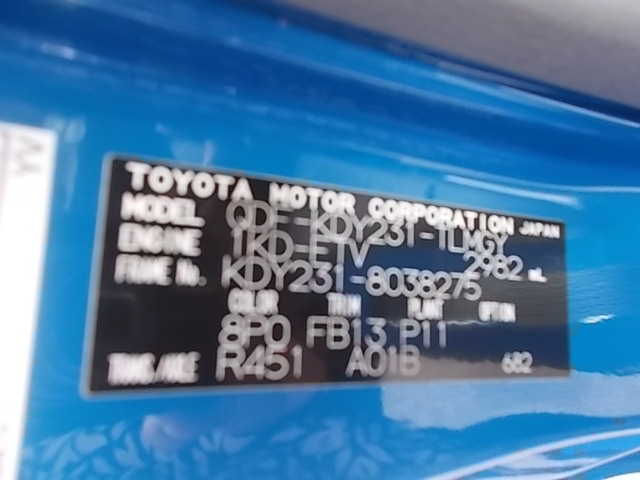 TOYOTA MOTOR CORPORATION JAPAN
MODEL QDF-KDY231-TLMGY
ENGINE 1KD-FTV 2982 mL
FRAME No. KDY231-8038275
COLOR TRIM PLANT OPTION
8P0 FB13 P11
TRANS/AXLE R451 A01B 682